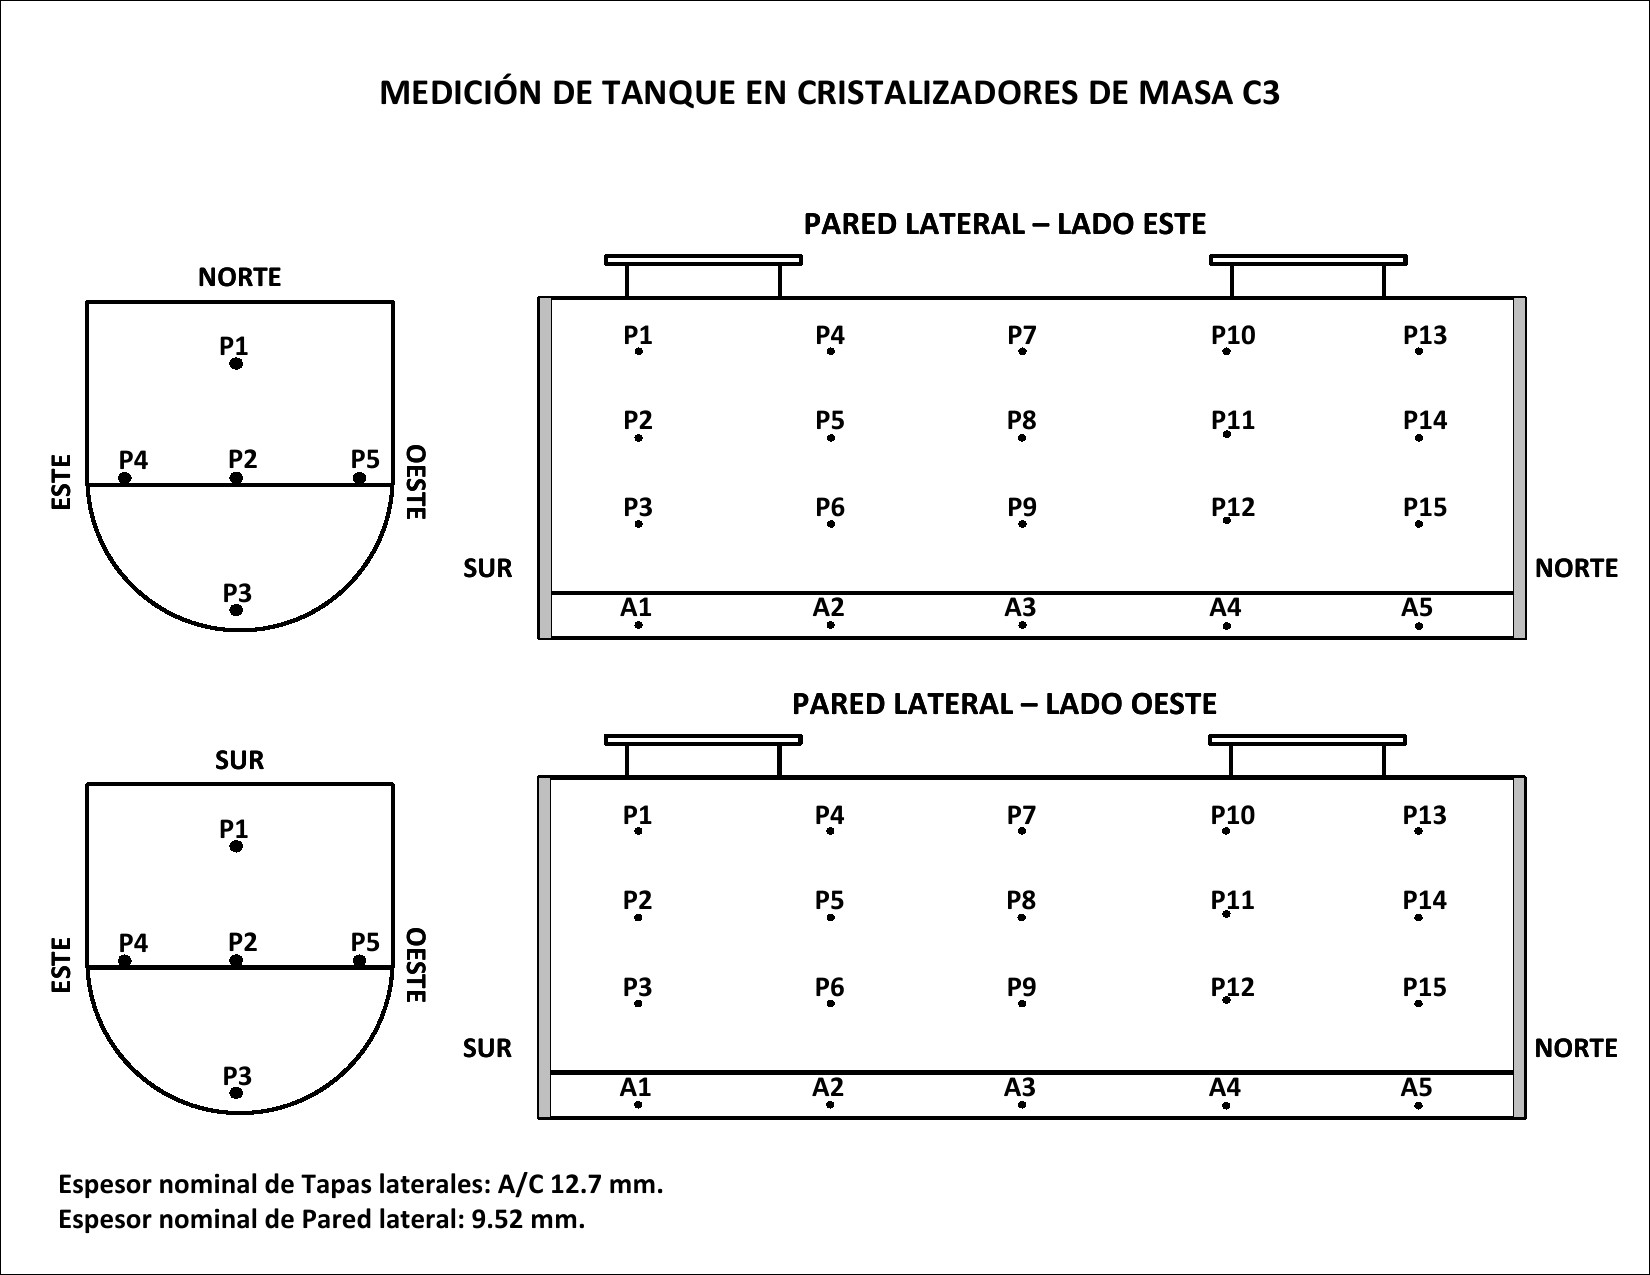 MEDICIÓN DE TANQUE EN CRISTALIZADORES DE MASA C3
NORTE
P1
P4 P2 P5
ESTE
OESTE
P3
PARED LATERAL – LADO ESTE
P1 P4 P7 P10 P13
P2 P5 P8 P11 P14
P3 P6 P9 P12 P15
SUR NORTE
A1 A2 A3 A4 A5
SUR
P1
P4 P2 P5
ESTE
OESTE
P3
PARED LATERAL – LADO OESTE
P1 P4 P7 P10 P13
P2 P5 P8 P11 P14
P3 P6 P9 P12 P15
SUR NORTE
A1 A2 A3 A4 A5
Espesor nominal de Tapas laterales: A/C 12.7 mm.
Espesor nominal de Pared lateral: 9.52 mm.